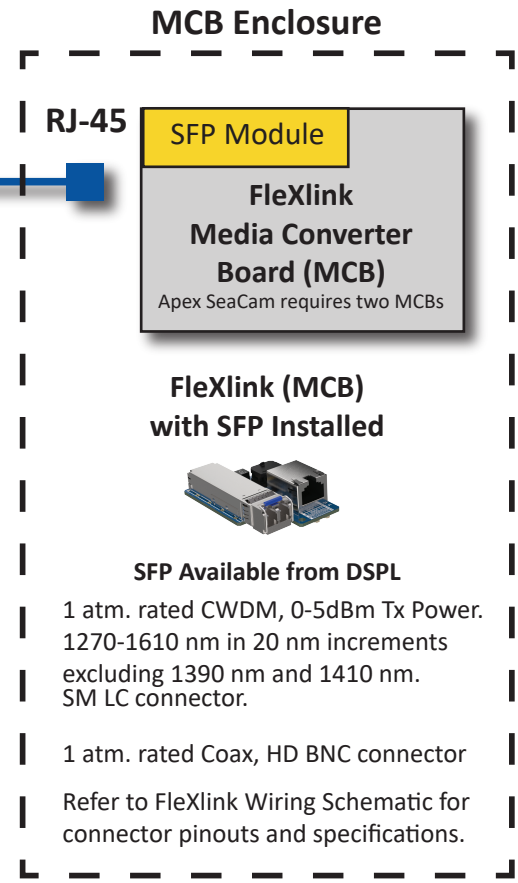 MCB Enclosure
RJ-45
SFP Module
FleXlink
Media Converter
Board (MCB)
Apex SeaCam requires two MCBs
FleXlink (MCB)
with SFP Installed
SFP Available from DSPL
1 atm. rated CWDM, 0-5dBm Tx Power.
1270-1610 nm in 20 nm increments
excluding 1390 nm and 1410 nm.
SM LC connector.
1 atm. rated Coax, HD BNC connector
Refer to FleXlink Wiring Schematic for
connector pinouts and specifications.